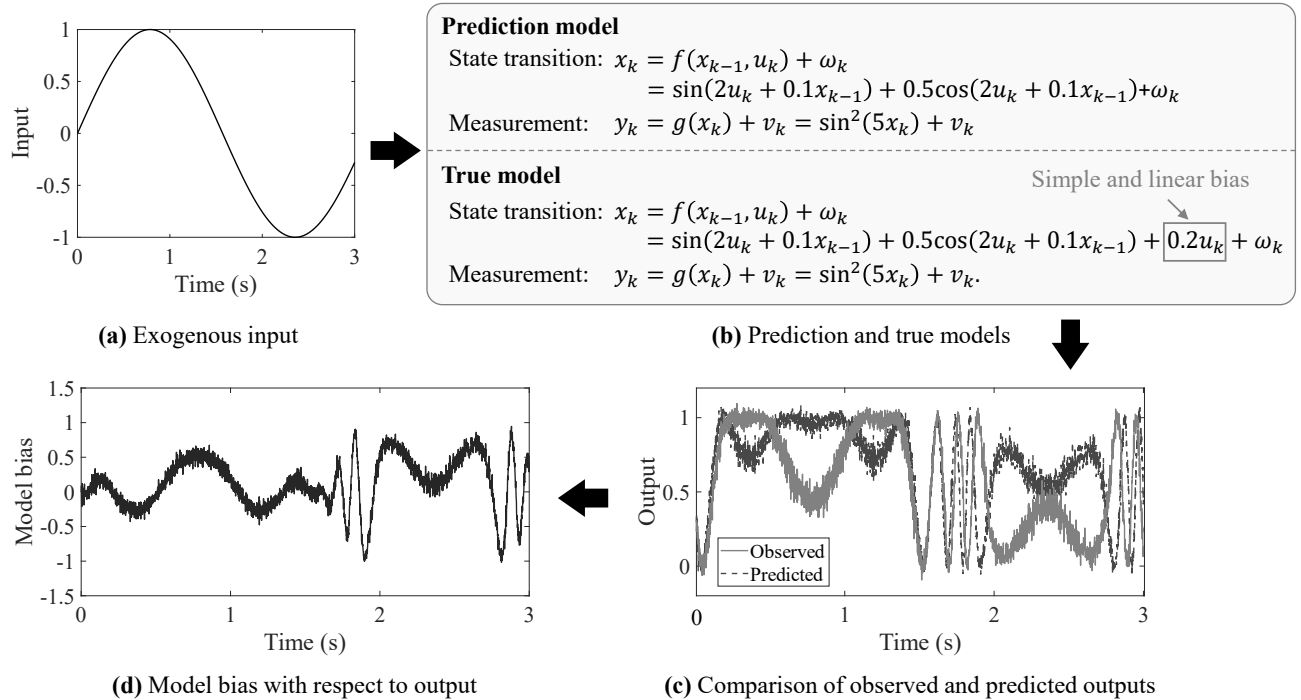 1
0.5
0
-0.5
-1
Input
0
1
2
3
Time (s)
(a) Exogenous input
Prediction model
State transition: x_k = f(x_{k-1}, u_k) + ω_k
= sin(2u_k + 0.1x_{k-1}) + 0.5cos(2u_k + 0.1x_{k-1})+ω_k
Measurement: y_k = g(x_k) + v_k = sin²(5x_k) + v_k
True model
Simple and linear bias
State transition: x_k = f(x_{k-1}, u_k) + ω_k
= sin(2u_k + 0.1x_{k-1}) + 0.5cos(2u_k + 0.1x_{k-1}) + 0.2u_k + ω_k
Measurement: y_k = g(x_k) + v_k = sin²(5x_k) + v_k.
(b) Prediction and true models
1.5
1
0.5
0
-0.5
-1
-1.5
Model bias
0
1
2
3
Time (s)
(d) Model bias with respect to output
1
0.5
0
Output
Observed
Predicted
0
1
2
3
Time (s)
(c) Comparison of observed and predicted outputs